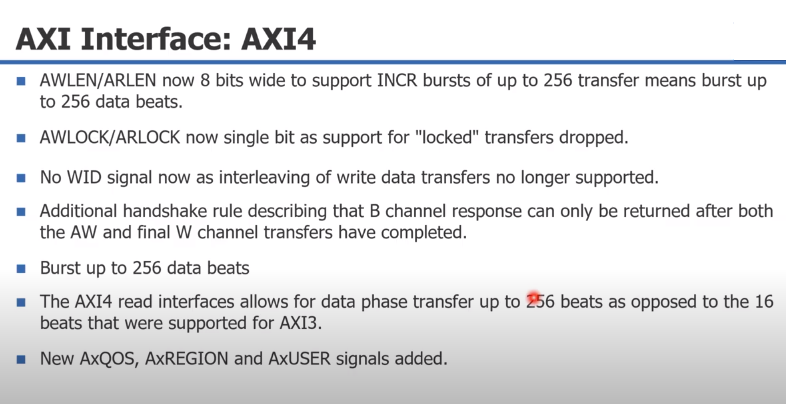 AXI Interface: AXI4
AWLEN/ARLEN now 8 bits wide to support INCR bursts of up to 256 transfer means burst up
to 256 data beats.
AWLOCK/ARLOCK now single bit as support for "locked" transfers dropped.
No WID signal now as interleaving of write data transfers no longer supported.
Additional handshake rule describing that B channel response can only be returned after both
the AW and final W channel transfers have completed.
Burst up to 256 data beats
The AXI4 read interfaces allows for data phase transfer up to 256 beats as opposed to the 16
beats that were supported for AXI3.
New AxQOS, AxREGION and AxUSER signals added.